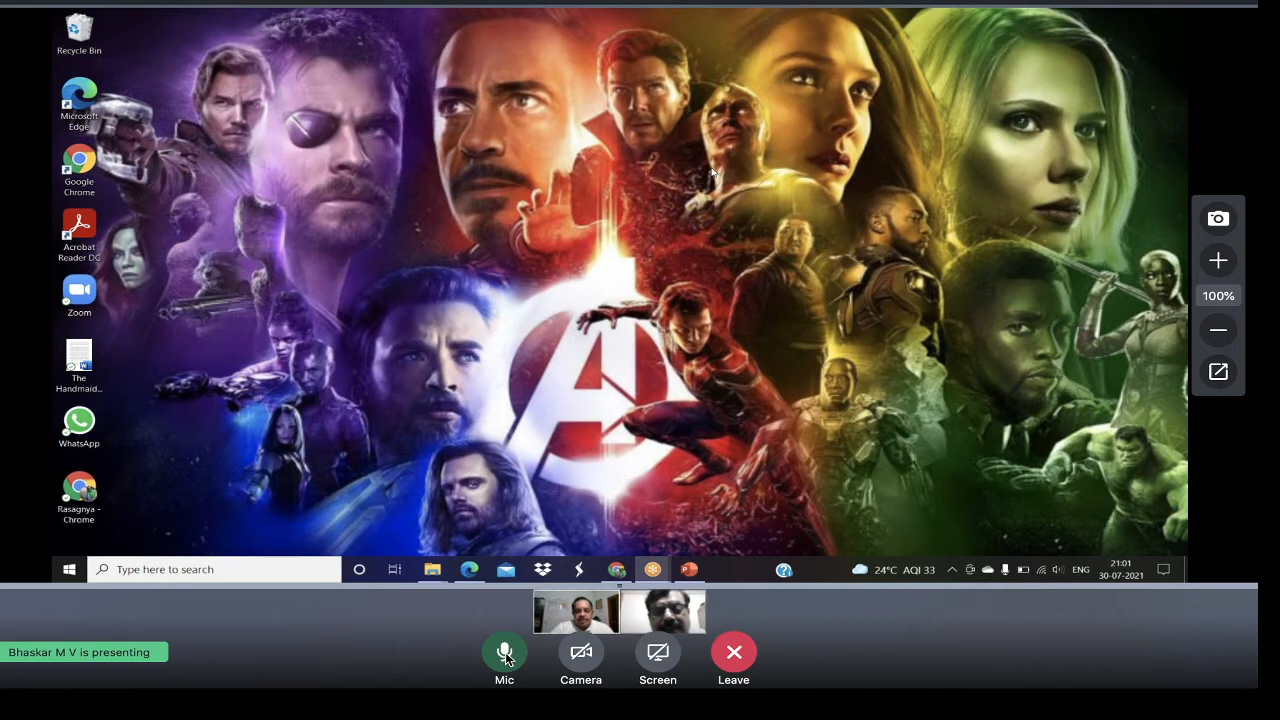 Recycle Bin
Microsoft
Edge
Google
Chrome
Acrobat
Reader DC
Zoom
The
Handmaid...
WhatsApp
Rasagnya -
Chrome
A
100%
Type here to search
24°C AQI 33
ENG
21:01
30-07-2021
Bhaskar M V is presenting
Mic
Camera
Screen
Leave